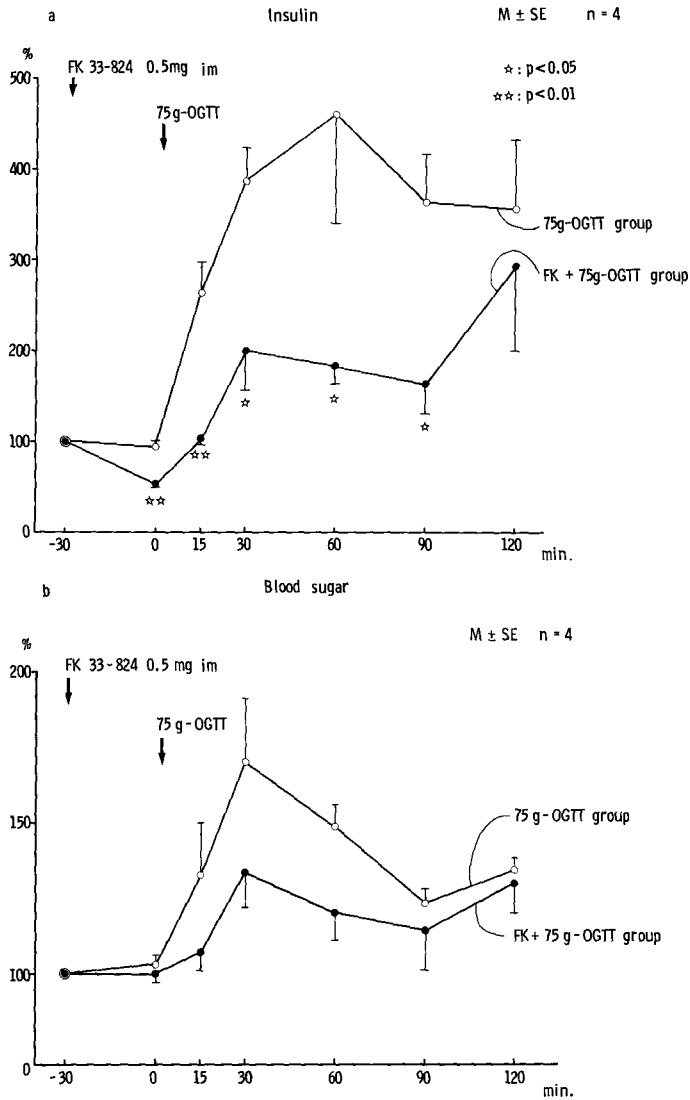 a Insulin M ± SE n = 4
%
FK 33-824 0.5mg im
☆: p<0.05
☆☆: p<0.01
75g-OGTT
500
400
300
200
100
0
75g-OGTT group
FK + 75g-OGTT group
☆☆ ☆☆ ☆ ☆ ☆
-30 0 15 30 60 90 120
min.
b Blood sugar
M ± SE n = 4
%
FK 33-824 0.5 mg im
75 g-OGTT
200
150
100
0
75 g-OGTT group
FK+ 75 g-OGTT group
-30 0 15 30 60 90 120
min.